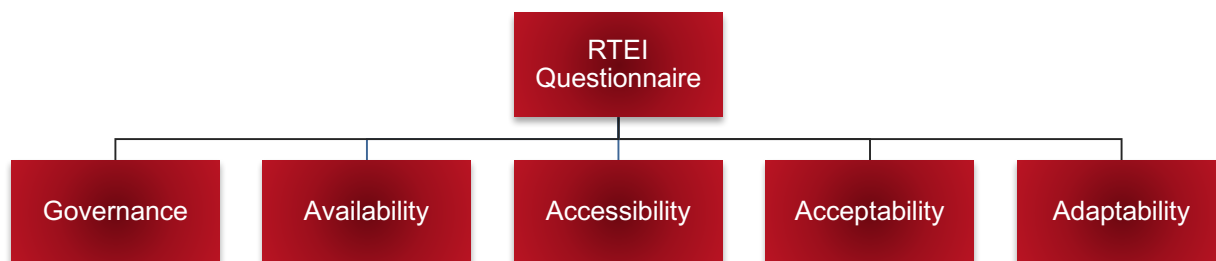 RTEI
Questionnaire
Governance
Availability
Accessibility
Acceptability
Adaptability